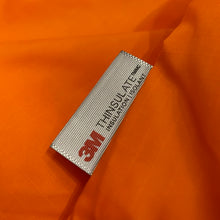 3M
THINSULATE
INSULATION | ISOLANT